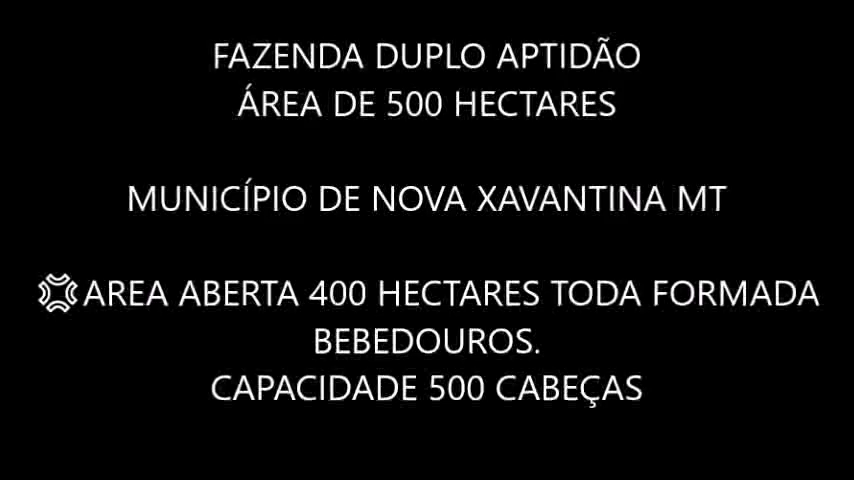 FAZENDA DUPLO APTIDÃO
ÁREA DE 500 HECTARES
MUNICÍPIO DE NOVA XAVANTINA MT
💢AREA ABERTA 400 HECTARES TODA FORMADA
BEBEDOUROS.
CAPACIDADE 500 CABEÇAS